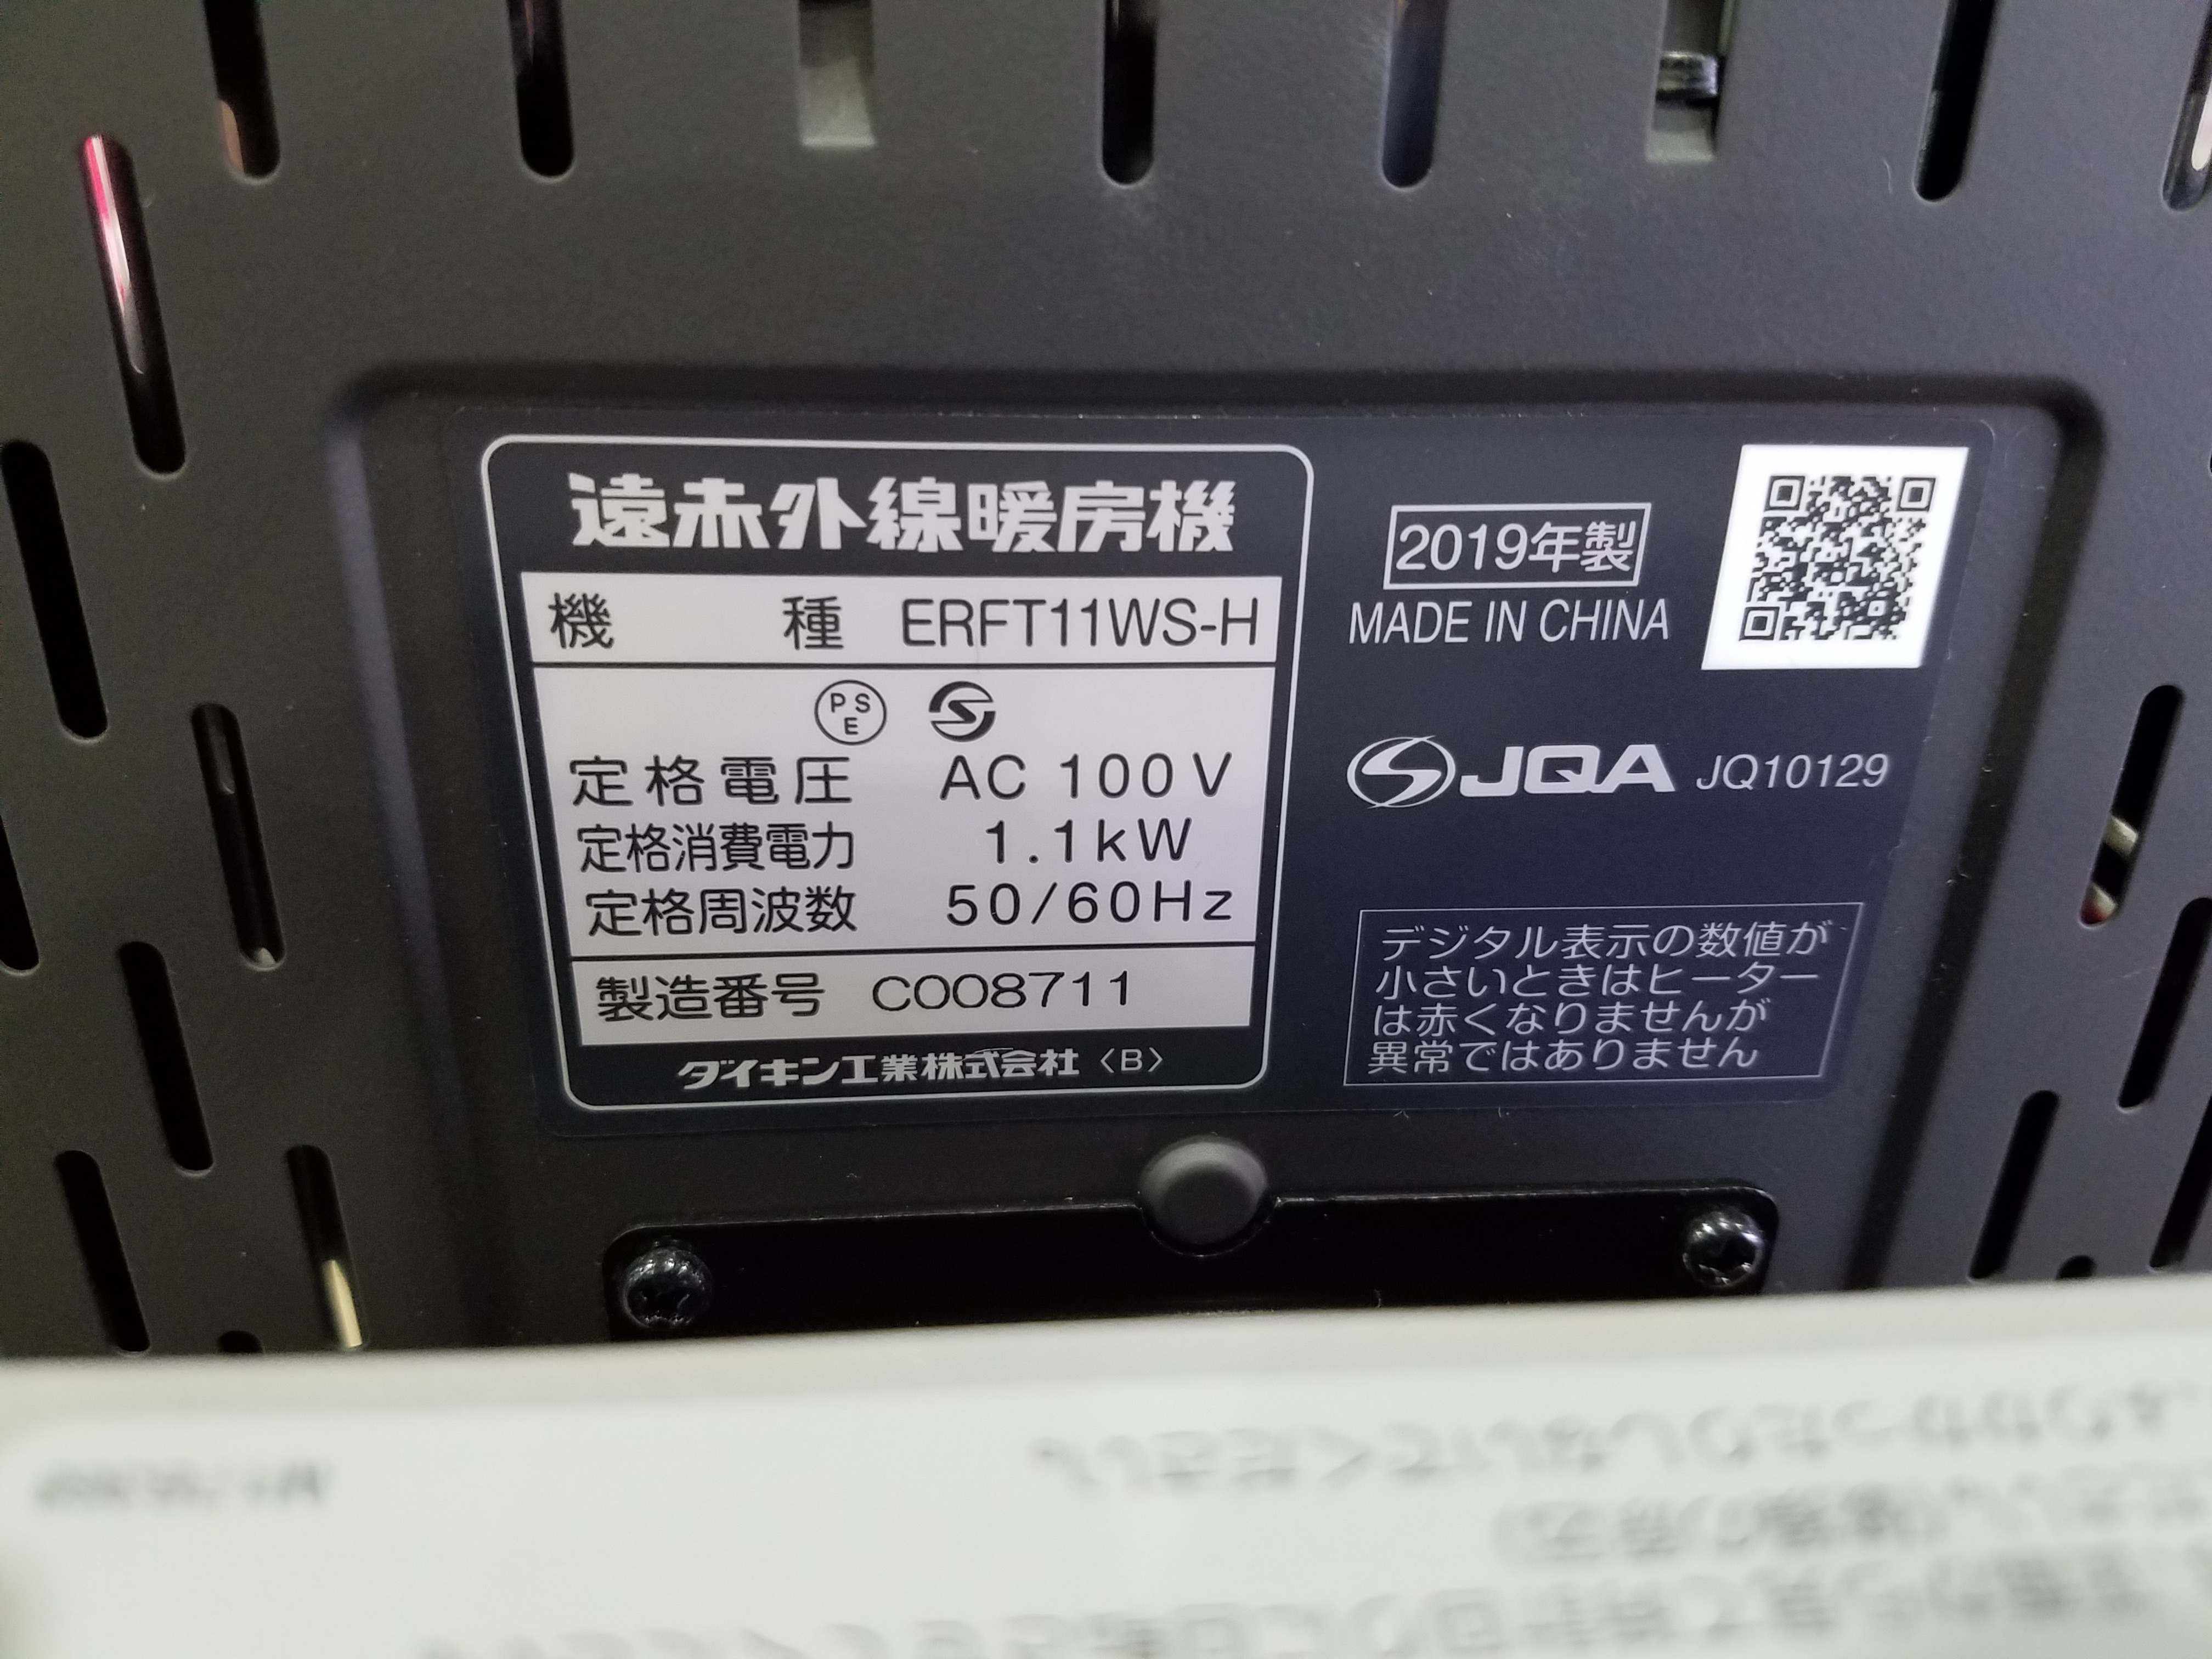 遠赤外線暖房機
機 種 ERFT11WS-H
PSE
定格電圧 AC 100V
定格消費電力 1.1kW
定格周波数 50/60Hz
製造番号 C008711
ダイキン工業株式会社〈B〉
2019年製
MADE IN CHINA
JQA JQ10129
デジタル表示の数値が
小さいときはヒーター
は赤くなりませんが
異常ではありません